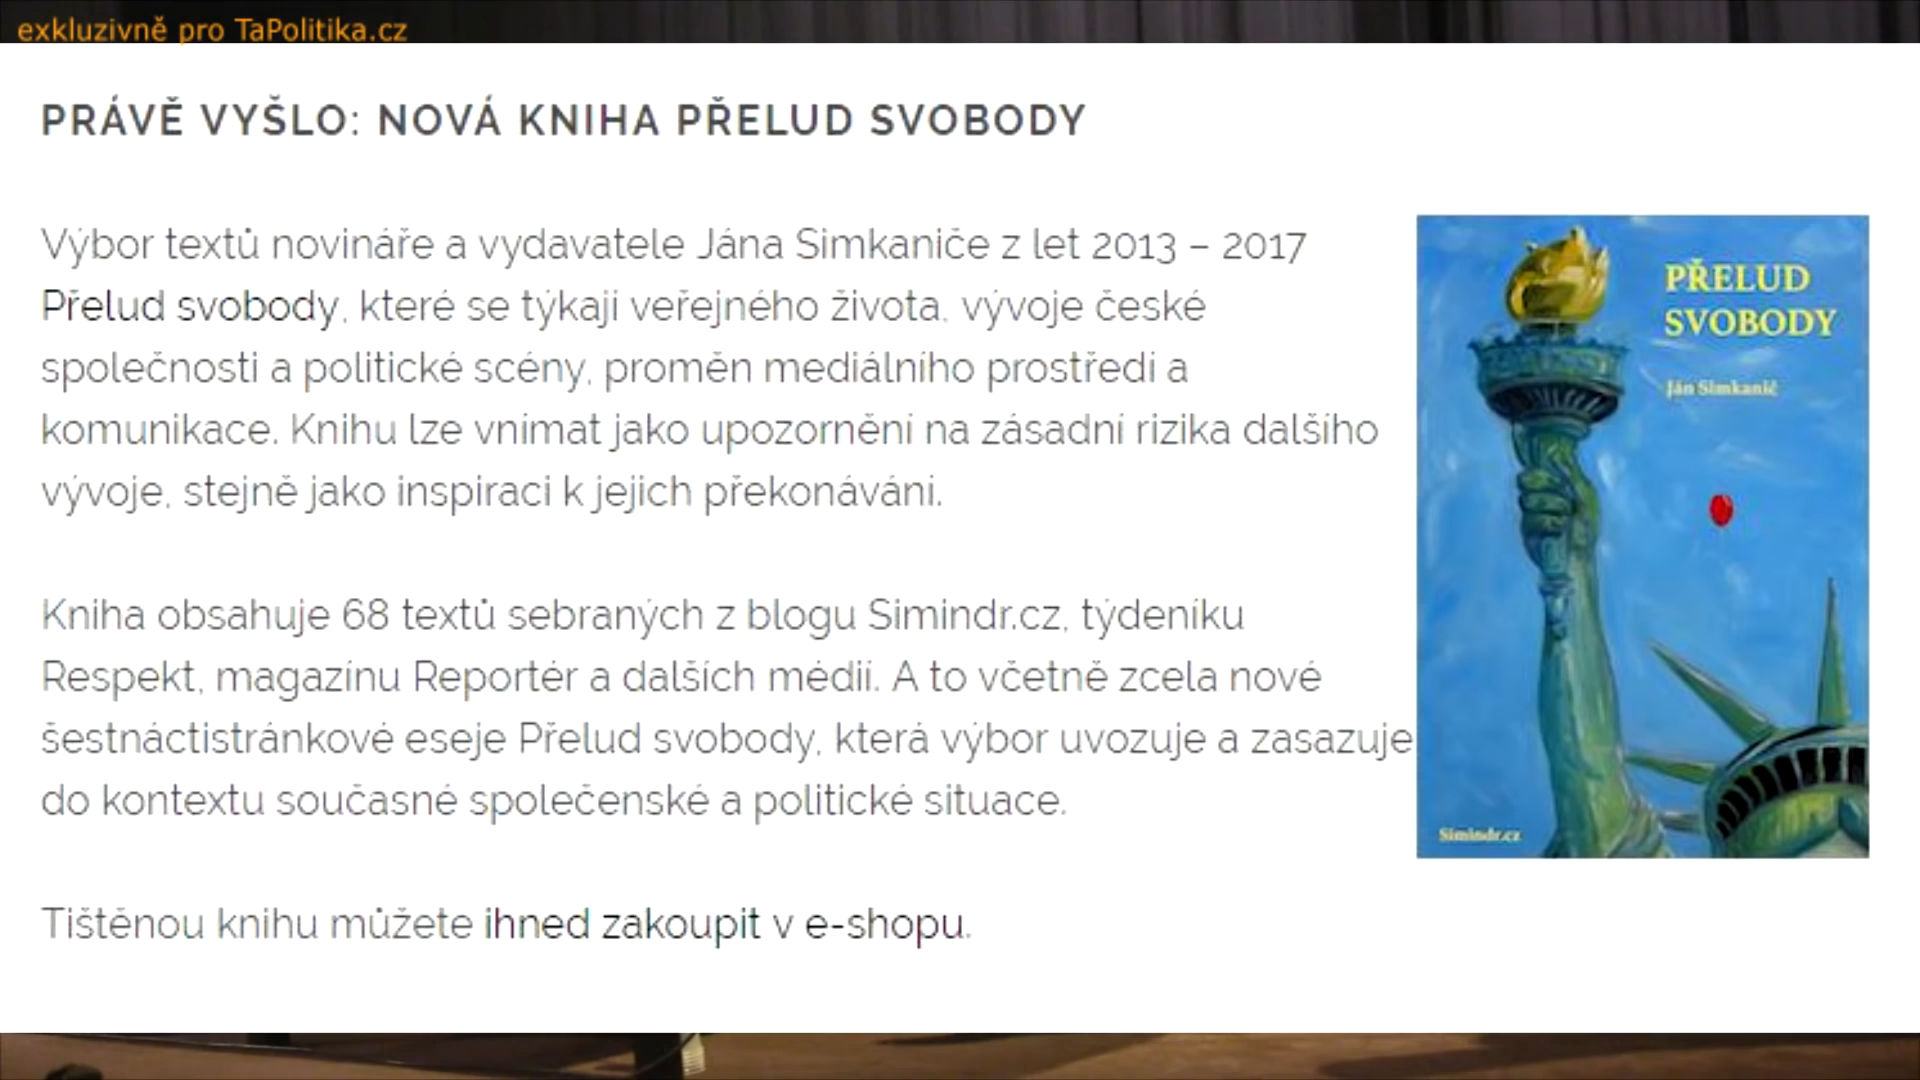 exkluzivně pro TaPolitika.cz
PRÁVĚ VYŠLO: NOVÁ KNIHA PŘELUD SVOBODY
Výbor textů novináře a vydavatele Jána Simkaniče z let 2013 – 2017
Přelud svobody, které se týkají veřejného života, vývoje české
společnosti a politické scény, proměn mediálního prostředí a
komunikace. Knihu lze vnímat jako upozornění na zásadní rizika dalšího
vývoje, stejně jako inspiraci k jejich překonávání.
Kniha obsahuje 68 textů sebraných z blogu Simindr.cz, týdeníku
Respekt, magazínu Reportér a dalších médií. A to včetně zcela nové
šestnáctistránkové eseje Přelud svobody, která výbor uvozuje a zasazuje
do kontextu současné společenské a politické situace.
Tištěnou knihu můžete ihned zakoupit v e-shopu.
PŘELUD
SVOBODY
Ján Simkanič
Simindr.cz